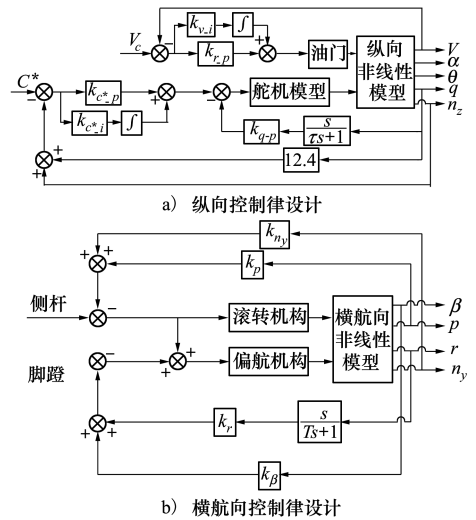 k_{v_i} ∫
V_c k_{r_p} 油门
纵向
非线性
模型
V
α
θ
q
n_z
C* k_{c*_p} 舵机模型
k_{c*_i} ∫
k_{q-p} s/(τs+1)
12.4
a) 纵向控制律设计
k_{n_y}
k_p
侧杆 滚转机构
横航向
非线性
模型
β
p
r
n_y
脚蹬 偏航机构
k_r s/(Ts+1)
k_β
b) 横航向控制律设计